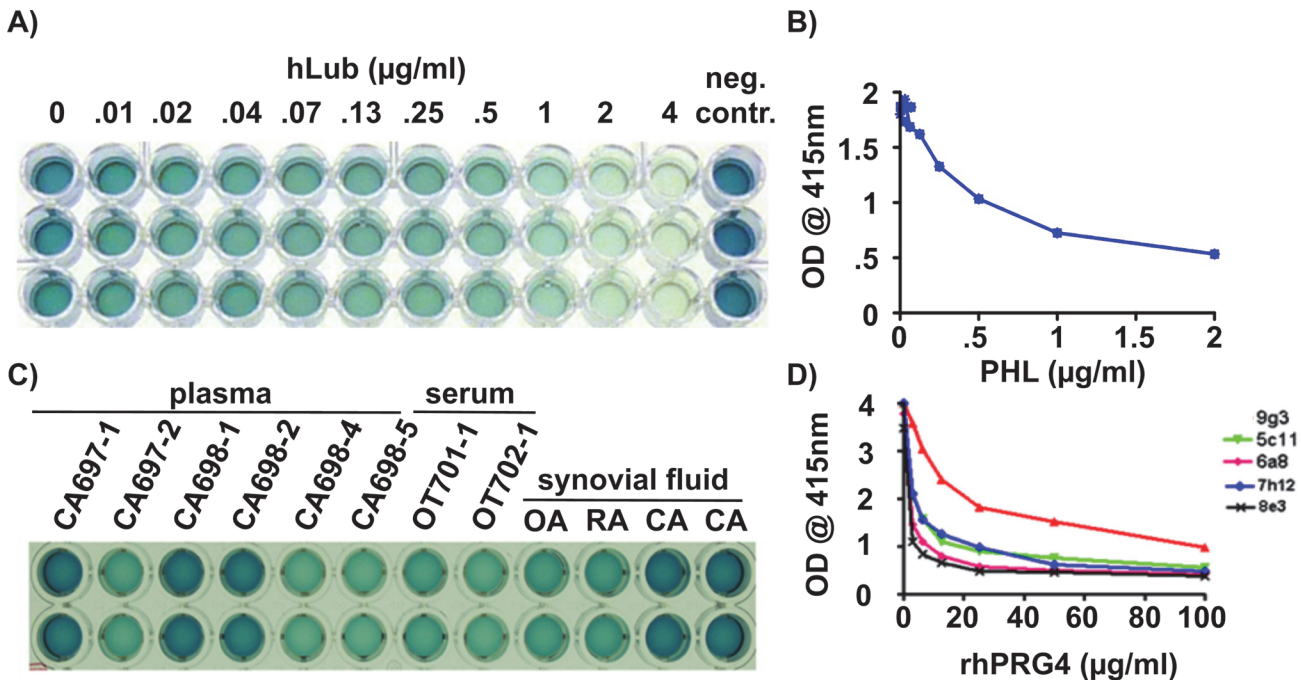 A)
hLub (µg/ml)
0 .01 .02 .04 .07 .13 .25 .5 1 2 4 neg. contr.
B)
2
1.5
1
.5
0
OD @ 415nm
0 .5 1 1.5 2
PHL (µg/ml)
C)
plasma serum
CA697-1 CA697-2 CA698-1 CA698-2 CA698-4 CA698-5 OT701-1 OT702-1
synovial fluid
OA RA CA CA
D)
4
3
2
1
0
OD @ 415nm
0 20 40 60 80 100
rhPRG4 (µg/ml)
9g3
5c11
6a8
7h12
8e3